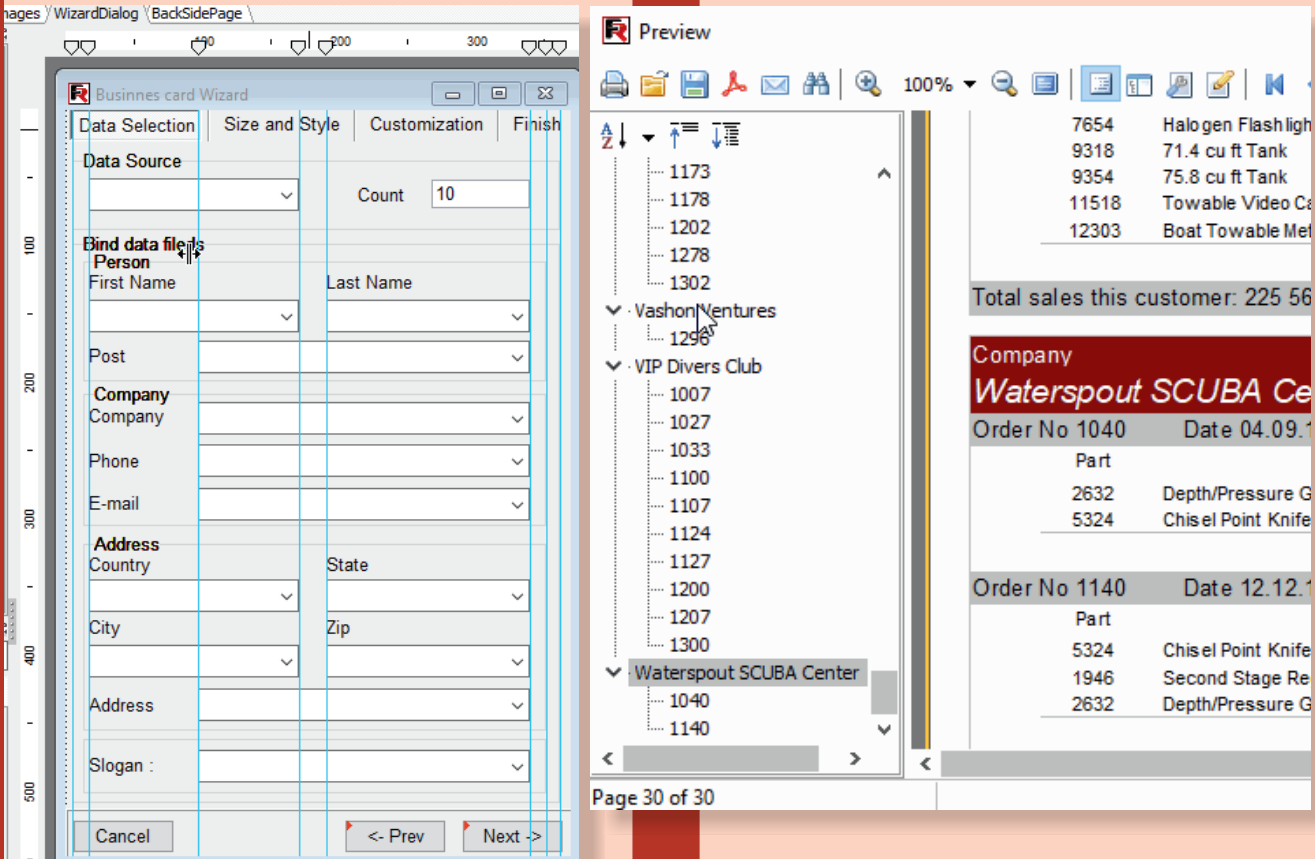 nages WizardDialog BackSidePage
100 200 300
Businnes card Wizard
Data Selection Size and Style Customization Finish
Data Source
Count 10
100
Bind data fileds
Person
First Name Last Name
Post
200
Company
Company
Phone
E-mail
300
Address
Country State
City Zip
400
Address
Slogan :
500
Cancel <- Prev Next ->
Preview
100%
1173
1178
1202
1278
1302
Vashon Ventures
1296
VIP Divers Club
1007
1027
1033
1100
1107
1124
1127
1200
1207
1300
Waterspout SCUBA Center
1040
1140
Page 30 of 30
7654 Halogen Flashligh
9318 71.4 cu ft Tank
9354 75.8 cu ft Tank
11518 Towable Video Ca
12303 Boat Towable Met
Total sales this customer: 225 56
Company
Waterspout SCUBA Ce
Order No 1040 Date 04.09.1
Part
2632 Depth/Pressure G
5324 Chisel Point Knife
Order No 1140 Date 12.12.1
Part
5324 Chisel Point Knife
1946 Second Stage Re
2632 Depth/Pressure G